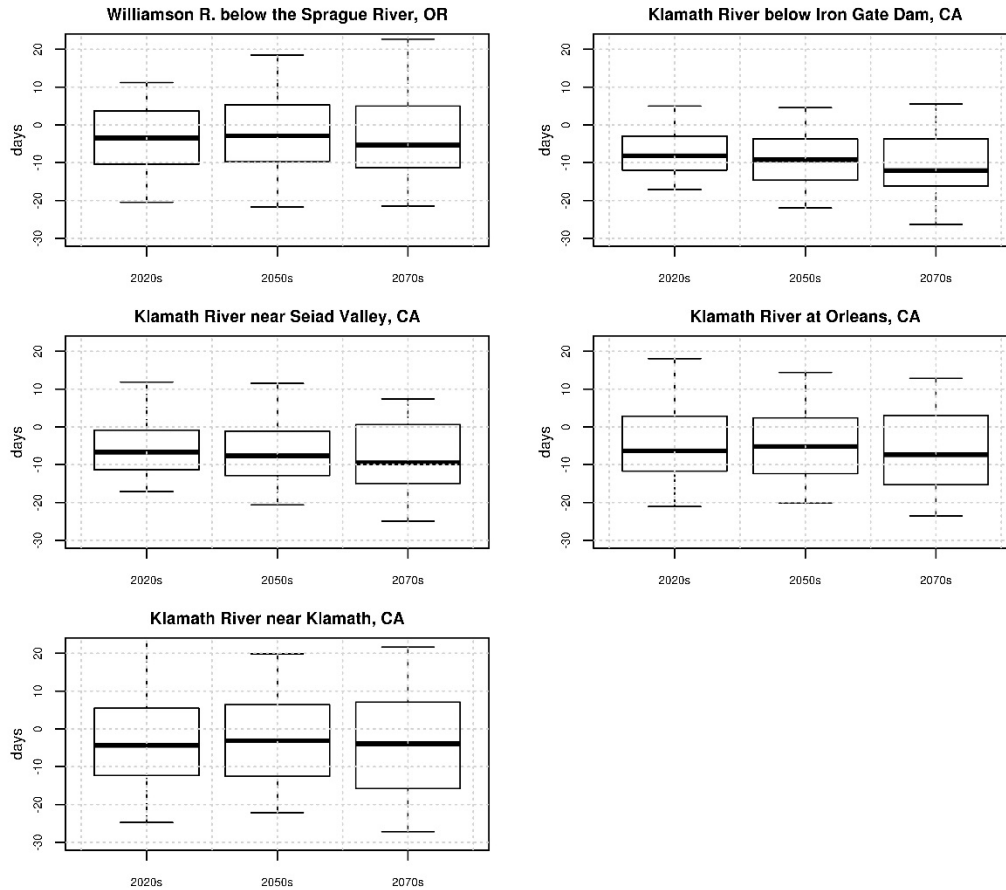 Williamson R. below the Sprague River, OR
days
20
10
0
-10
-20
-30
2020s 2050s 2070s
Klamath River below Iron Gate Dam, CA
days
20
10
0
-10
-20
-30
2020s 2050s 2070s
Klamath River near Seiad Valley, CA
days
20
10
0
-10
-20
-30
2020s 2050s 2070s
Klamath River at Orleans, CA
days
20
10
0
-10
-20
-30
2020s 2050s 2070s
Klamath River near Klamath, CA
days
20
10
0
-10
-20
-30
2020s 2050s 2070s